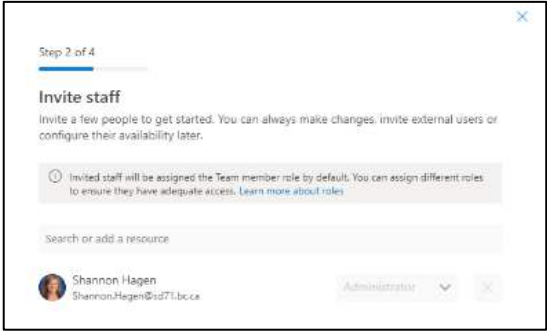 Step 2 of 4
Invite staff
Invite a few people to get started. You can always make changes, invite external users or
configure their availability later.
Invited staff will be assigned the Team member role by default. You can assign different roles
to ensure they have adequate access. Learn more about roles
Search or add a resource
Shannon Hagen
Administrator
Shannon.Hagen@sd71.bc.ca